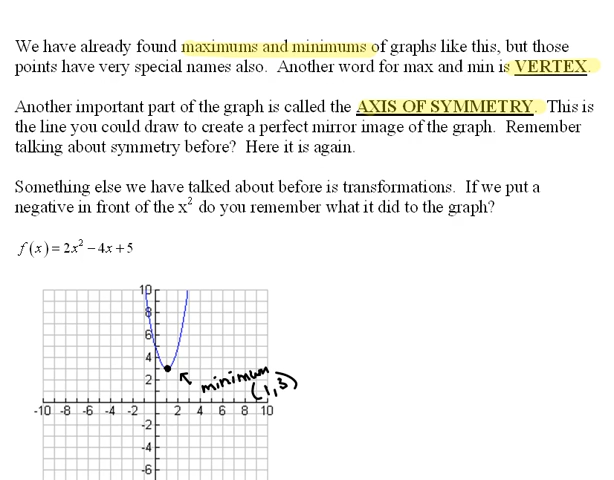 We have already found maximums and minimums of graphs like this, but those
points have very special names also.  Another word for max and min is VERTEX.
Another important part of the graph is called the AXIS OF SYMMETRY.  This is
the line you could draw to create a perfect mirror image of the graph.  Remember
talking about symmetry before?  Here it is again.
Something else we have talked about before is transformations.  If we put a
negative in front of the x² do you remember what it did to the graph?
f(x) = 2x² − 4x + 5
10
8
6
4
2
minimum
(1,3)
-10 -8 -6 -4 -2 2 4 6 8 10
-2
-4
-6